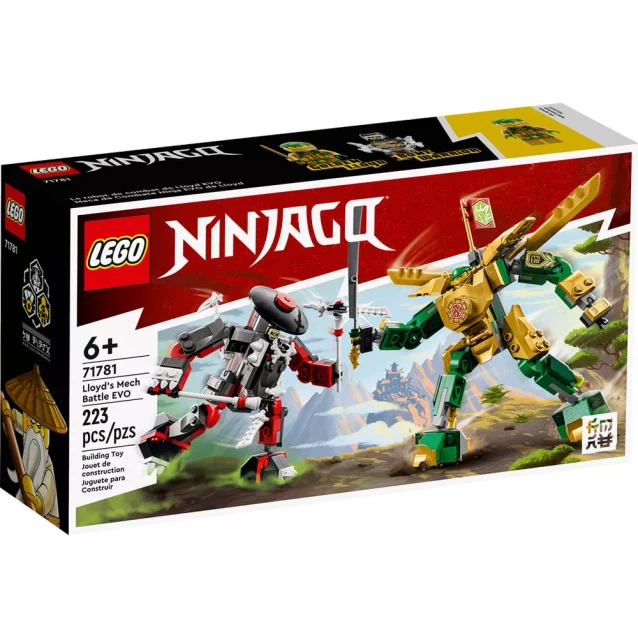 LEGO
NINJAGO
71781
Le robot de combat de Lloyd EVO
Meca de Combate Ninja EVO de Lloyd
LEGO
71781
LEGO
NINJAGO
6+
71781
Lloyd's Mech
Battle EVO
223
pcs/pzs
Building Toy
Jouet de
construction
Juguete para
Construir